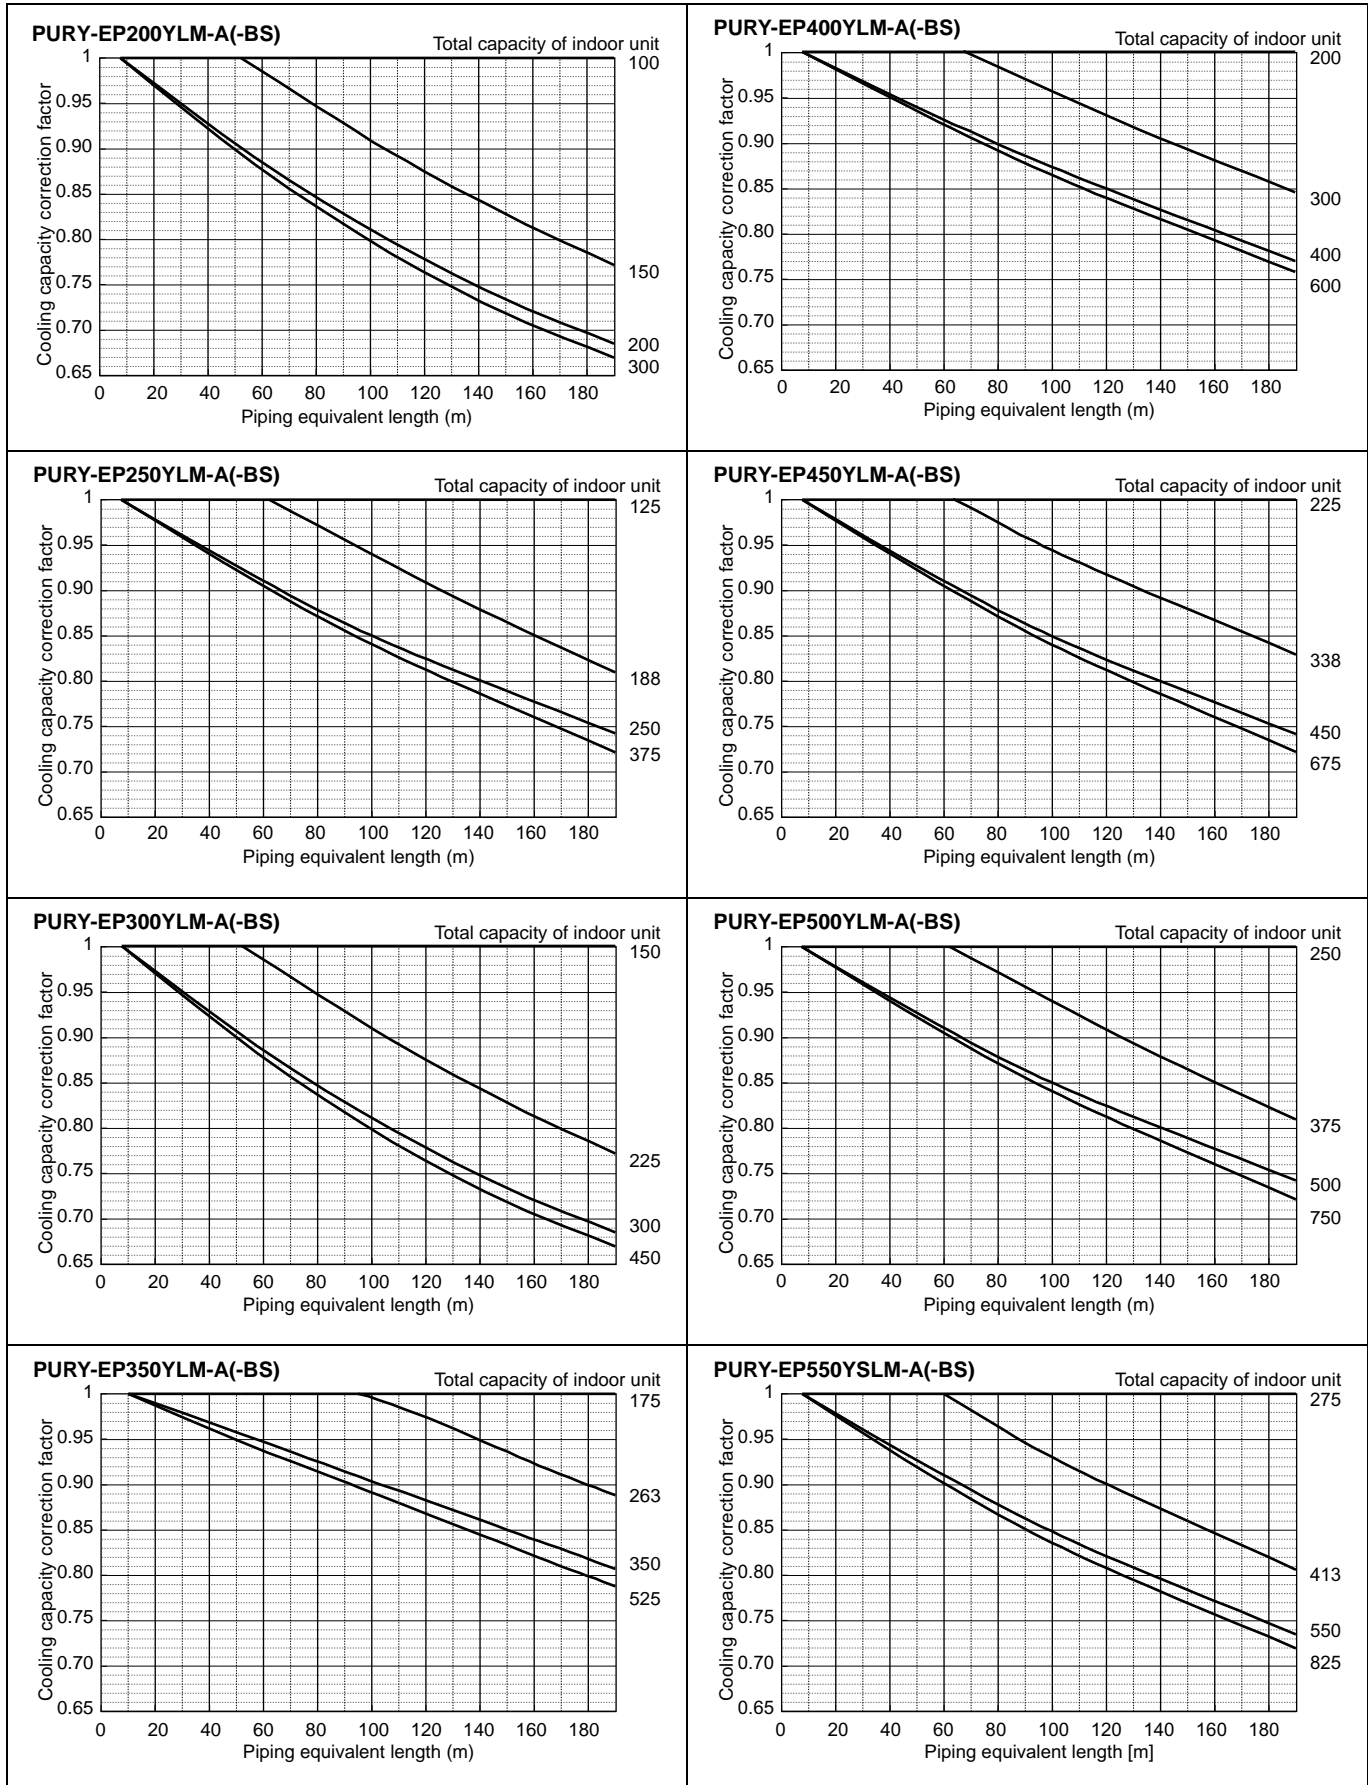 PURY-EP200YLM-A(-BS)
Total capacity of indoor unit
Cooling capacity correction factor
1
0.95
0.90
0.85
0.80
0.75
0.70
0.65
100
150
200
300
0 20 40 60 80 100 120 140 160 180
Piping equivalent length (m)
PURY-EP400YLM-A(-BS)
Total capacity of indoor unit
Cooling capacity correction factor
1
0.95
0.90
0.85
0.80
0.75
0.70
0.65
200
300
400
600
0 20 40 60 80 100 120 140 160 180
Piping equivalent length (m)
PURY-EP250YLM-A(-BS)
Total capacity of indoor unit
Cooling capacity correction factor
1
0.95
0.90
0.85
0.80
0.75
0.70
0.65
125
188
250
375
0 20 40 60 80 100 120 140 160 180
Piping equivalent length (m)
PURY-EP450YLM-A(-BS)
Total capacity of indoor unit
Cooling capacity correction factor
1
0.95
0.90
0.85
0.80
0.75
0.70
0.65
225
338
450
675
0 20 40 60 80 100 120 140 160 180
Piping equivalent length (m)
PURY-EP300YLM-A(-BS)
Total capacity of indoor unit
Cooling capacity correction factor
1
0.95
0.90
0.85
0.80
0.75
0.70
0.65
150
225
300
450
0 20 40 60 80 100 120 140 160 180
Piping equivalent length (m)
PURY-EP500YLM-A(-BS)
Total capacity of indoor unit
Cooling capacity correction factor
1
0.95
0.90
0.85
0.80
0.75
0.70
0.65
250
375
500
750
0 20 40 60 80 100 120 140 160 180
Piping equivalent length (m)
PURY-EP350YLM-A(-BS)
Total capacity of indoor unit
Cooling capacity correction factor
1
0.95
0.90
0.85
0.80
0.75
0.70
0.65
175
263
350
525
0 20 40 60 80 100 120 140 160 180
Piping equivalent length (m)
PURY-EP550YSLM-A(-BS)
Total capacity of indoor unit
Cooling capacity correction factor
1
0.95
0.90
0.85
0.80
0.75
0.70
0.65
275
413
550
825
0 20 40 60 80 100 120 140 160 180
Piping equivalent length [m]